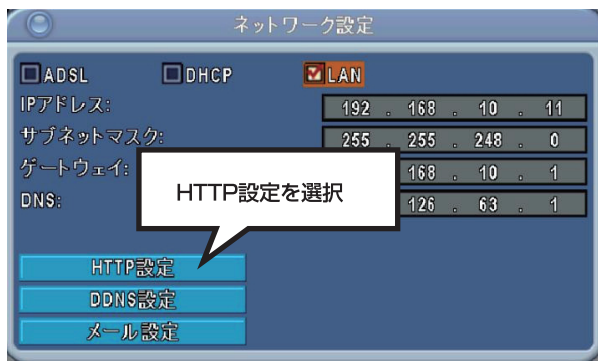 ネットワーク設定
ADSL DHCP LAN
IPアドレス: 192 . 168 . 10 . 11
サブネットマスク: 255 . 255 . 248 . 0
ゲートウェイ: 168 . 10 . 1
DNS: 126 . 63 . 1
HTTP設定を選択
HTTP設定
DDNS設定
メール設定